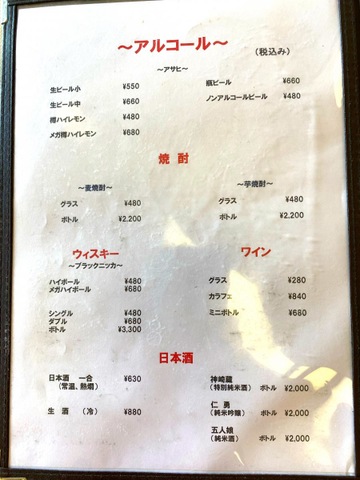 ～アルコール～
(税込み)
～アサヒ～
生ビール小 ¥550
生ビール中 ¥660
樽ハイレモン ¥480
メガ樽ハイレモン ¥680
瓶ビール ¥660
ノンアルコールビール ¥480
焼酎
～麦焼酎～
グラス ¥480
ボトル ¥2,200
～芋焼酎～
グラス ¥480
ボトル ¥2,200
ウィスキー
～ブラックニッカ～
ハイボール ¥480
メガハイボール ¥680
シングル ¥480
ダブル ¥680
ボトル ¥3,300
ワイン
グラス ¥280
カラフェ ¥840
ミニボトル ¥680
日本酒
日本酒 一合 ¥630
(常温、熱燗)
生酒 (冷) ¥880
神崎蔵
(特別純米酒) ボトル ¥2,000
仁勇
(純米吟醸) ボトル ¥2,000
五人娘
(純米酒) ボトル ¥2,000